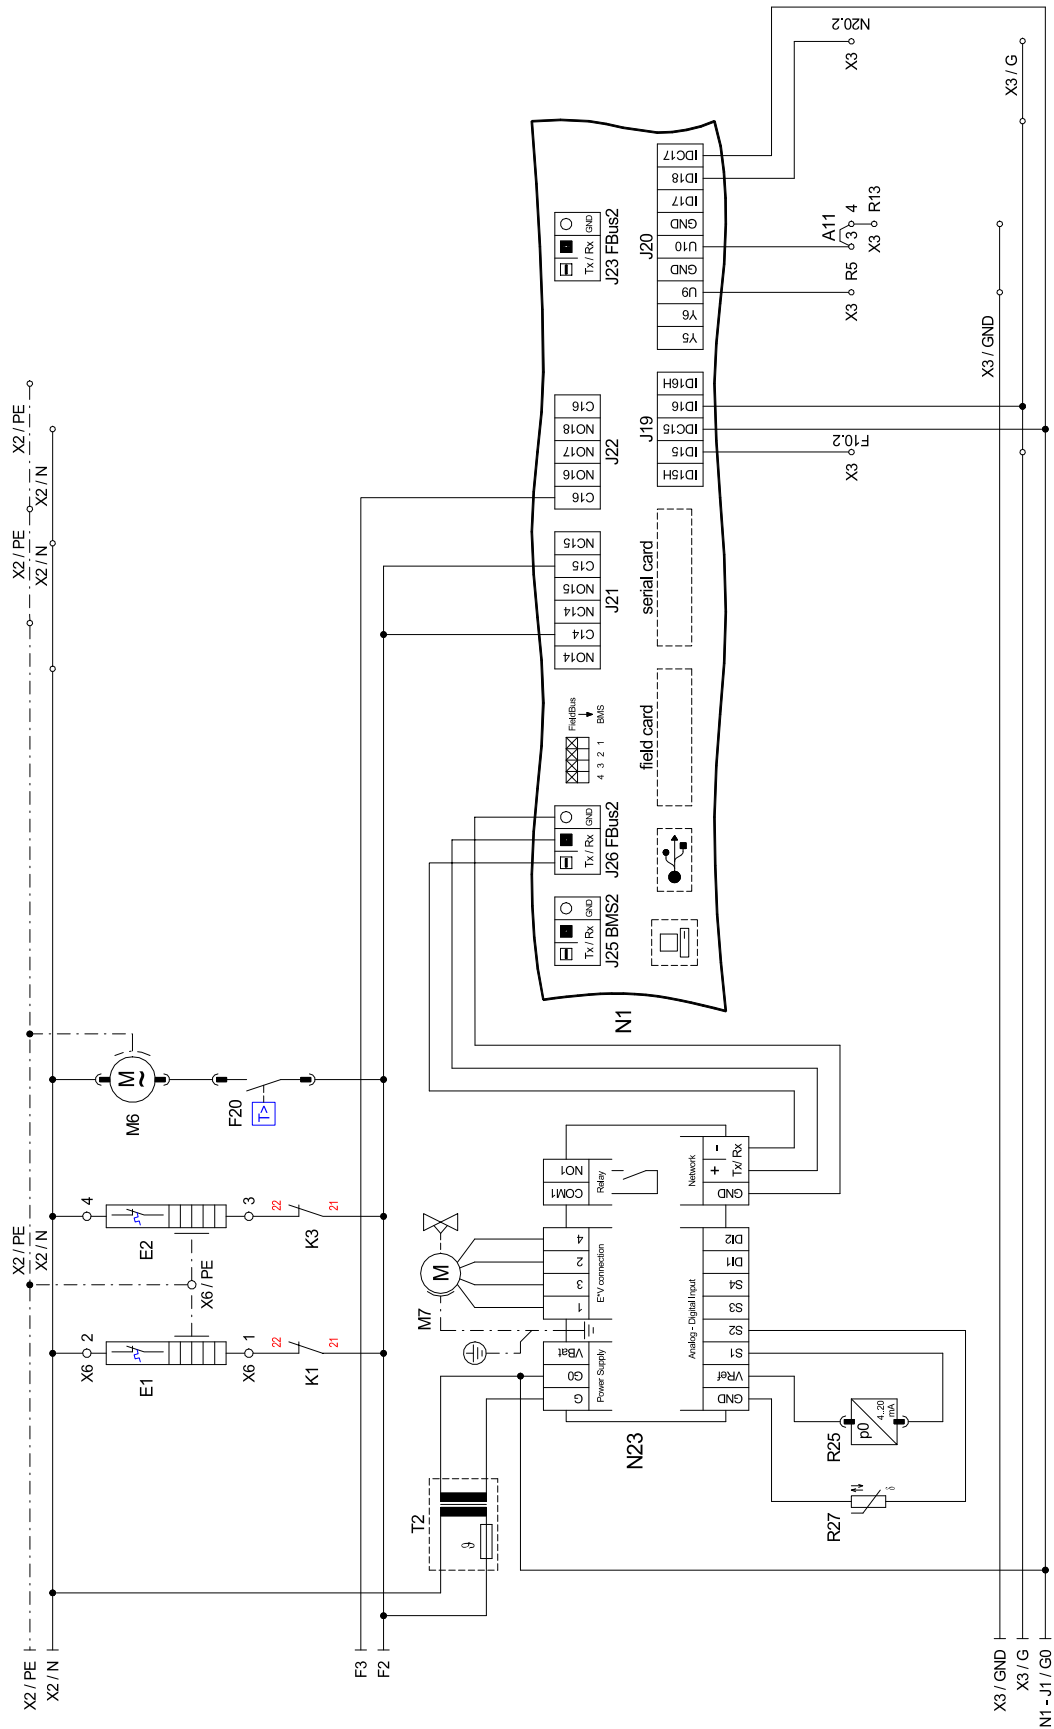 X2 / PE
X2 / N
X2 / PE
X2 / N
X2 / PE
X2 / N
X2 / PE
X2 / N
F3
F2
X6
2
E1
X6
1
22
21
K1
X6 / PE
4
E2
3
22
21
K3
M6
M
~
F20
T>
T2
ϑ
M7
M
N23
G
G0
VBat
Power Supply
1
3
2
4
E*V connection
COM1
NO1
Relay
GND
VRef
S1
S2
S3
S4
DI1
DI2
Analog - Digital Input
GND
+
-
Tx/ Rx
Network
R25
p0
4..20
mA
R27
δ
N1
Tx / Rx
GND
J25 BMS2
Tx / Rx
GND
J26 FBus2
4 3 2 1
FieldBus
BMS
field card
serial card
NO14
C14
NC14
NO15
C15
NC15
J21
C16
NO16
NO17
NO18
C16
J22
Tx / Rx
GND
J23 FBus2
J19
ID15H
ID15
IDC15
ID16
ID16H
J20
Y5
Y6
U9
GND
U10
GND
ID17
ID18
IDC17
X3
F10.2
X3
R5
A11
3
4
X3
R13
X3
N20.2
X3 / GND
X3 / G
X3 / GND
X3 / G
N1 - J1 / G0